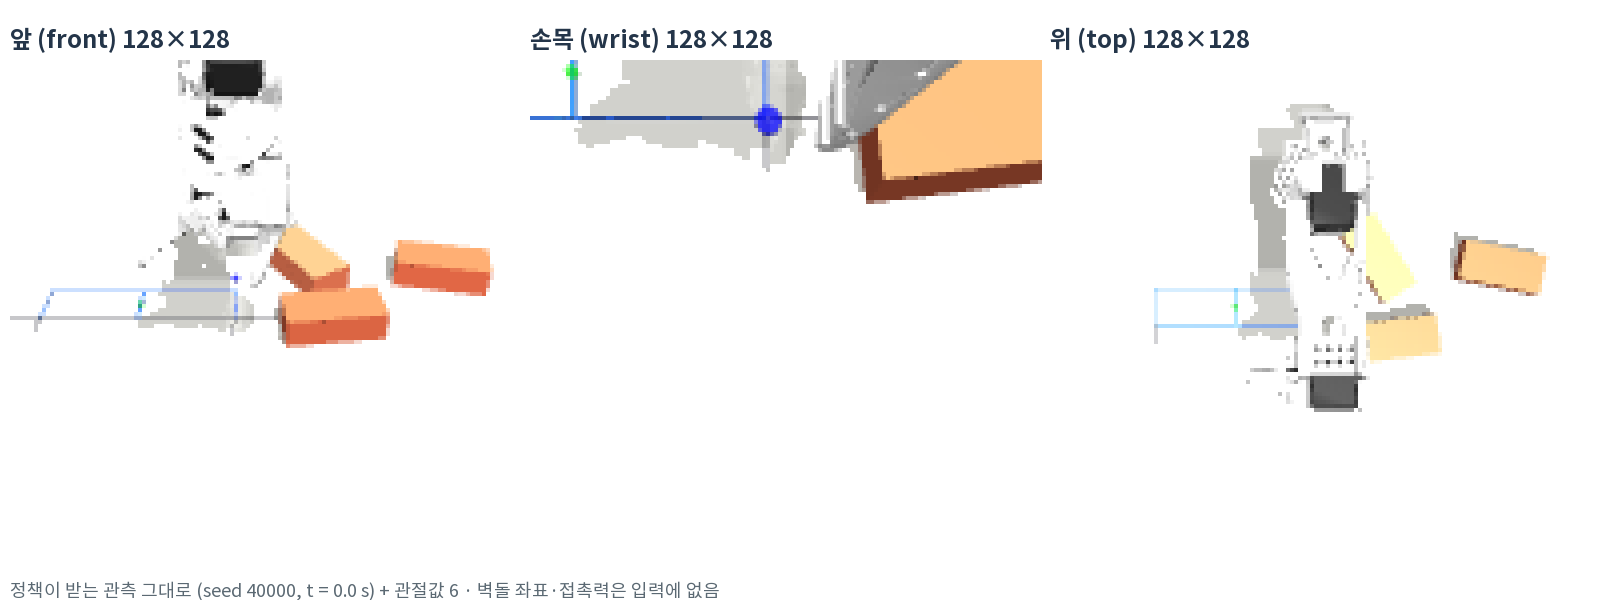 앞 (front) 128×128
손목 (wrist) 128×128
위 (top) 128×128
정책이 받는 관측 그대로 (seed 40000, t = 0.0 s) + 관절값 6 · 벽돌 좌표·접촉력은 입력에 없음